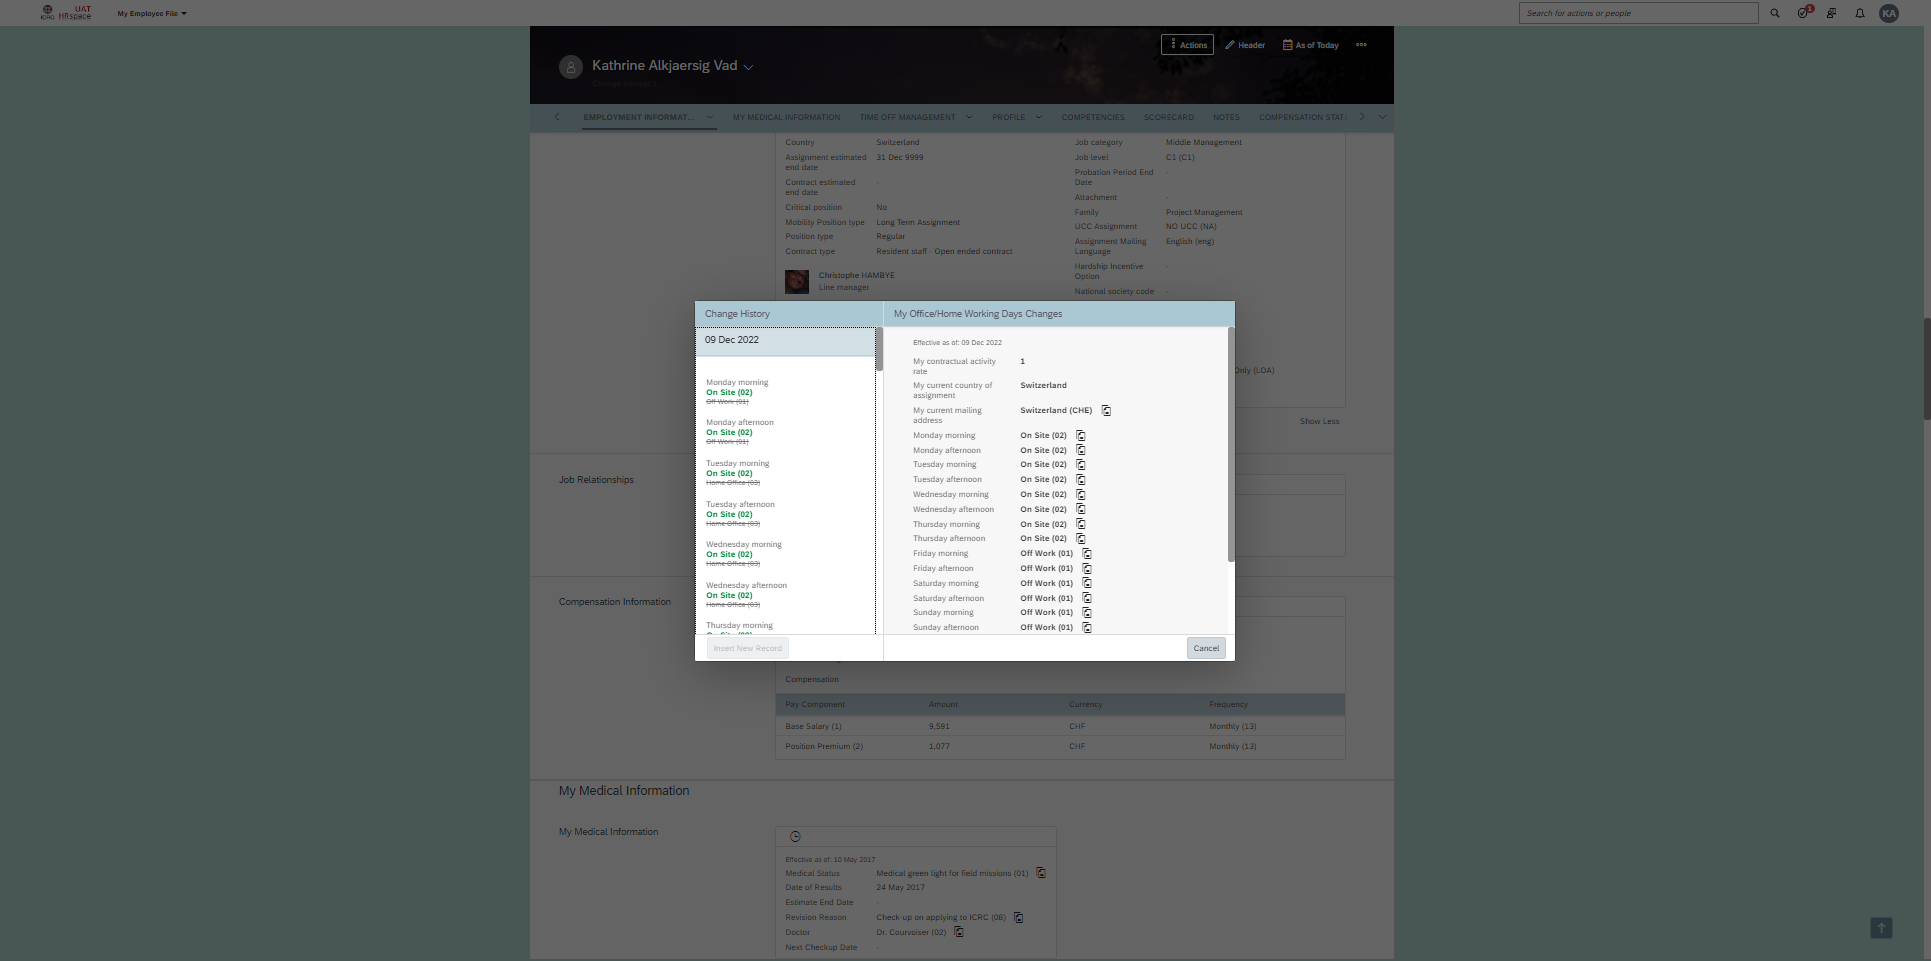 ICRC
UAT
HRspace
My Employee File
Search for actions or people
1
KA
Actions
Header
As of Today
Kathrine Alkjaersig Vad
EMPLOYMENT INFORMAT...
MY MEDICAL INFORMATION
TIME OFF MANAGEMENT
PROFILE
COMPETENCIES
SCORECARD
NOTES
COMPENSATION STAT
Country
Switzerland
Assignment estimated end date
31 Dec 9999
Contract estimated end date
-
Critical position
No
Mobility Position type
Long Term Assignment
Position type
Regular
Contract type
Resident staff - Open ended contract
Christophe HAMBYE
Line manager
Job category
Middle Management
Job level
C1 (C1)
Probation Period End Date
-
Attachment
-
Family
Project Management
UCC Assignment
NO UCC (NA)
Assignment Mailing Language
English (eng)
Hardship Incentive Option
-
National society code
-
Only (LOA)
Show Less
Change History
09 Dec 2022
Monday morning
On Site (02)
Off Work (01)
Monday afternoon
On Site (02)
Off Work (01)
Tuesday morning
On Site (02)
Home Office (03)
Tuesday afternoon
On Site (02)
Home Office (03)
Wednesday morning
On Site (02)
Home Office (03)
Wednesday afternoon
On Site (02)
Home Office (03)
Thursday morning
On Site (02)
Insert New Record
My Office/Home Working Days Changes
Effective as of: 09 Dec 2022
My contractual activity rate
1
My current country of assignment
Switzerland
My current mailing address
Switzerland (CHE)
Monday morning
On Site (02)
Monday afternoon
On Site (02)
Tuesday morning
On Site (02)
Tuesday afternoon
On Site (02)
Wednesday morning
On Site (02)
Wednesday afternoon
On Site (02)
Thursday morning
On Site (02)
Thursday afternoon
On Site (02)
Friday morning
Off Work (01)
Friday afternoon
Off Work (01)
Saturday morning
Off Work (01)
Saturday afternoon
Off Work (01)
Sunday morning
Off Work (01)
Sunday afternoon
Off Work (01)
Cancel
Job Relationships
Compensation Information
Compensation
Pay Component
Amount
Currency
Frequency
Base Salary (1)
9,591
CHF
Monthly (13)
Position Premium (2)
1,077
CHF
Monthly (13)
My Medical Information
My Medical Information
Effective as of: 10 May 2017
Medical Status
Medical green light for field missions (01)
Date of Results
24 May 2017
Estimate End Date
-
Revision Reason
Check-up on applying to ICRC (08)
Doctor
Dr. Courvoiser (02)
Next Checkup Date
-